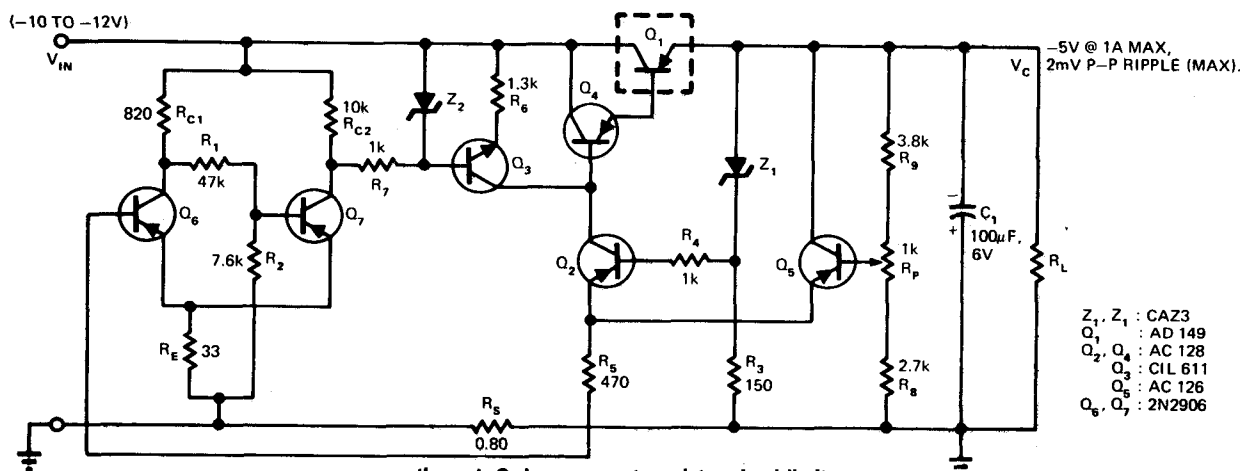 (−10 TO −12V)
V_IN
820
R_C1
R_1
47k
10k
R_C2
1k
R_7
Z_2
1.3k
R_6
Q_3
Q_4
Q_1
−5V @ 1A MAX,
V_C
2mV P−P RIPPLE (MAX).
Q_6
7.6k
R_2
Q_7
R_E
33
Q_2
R_4
1k
Z_1
Q_5
3.8k
R_9
1k
R_P
−
+
C_1
100μF,
6V
R_L
R_5
470
R_3
150
2.7k
R_8
R_S
0.80
Z_1, Z_1 : CAZ3
Q_1 : AD 149
Q_2, Q_4 : AC 128
Q_3 : CIL 611
Q_5 : AC 126
Q_6, Q_7 : 2N2906